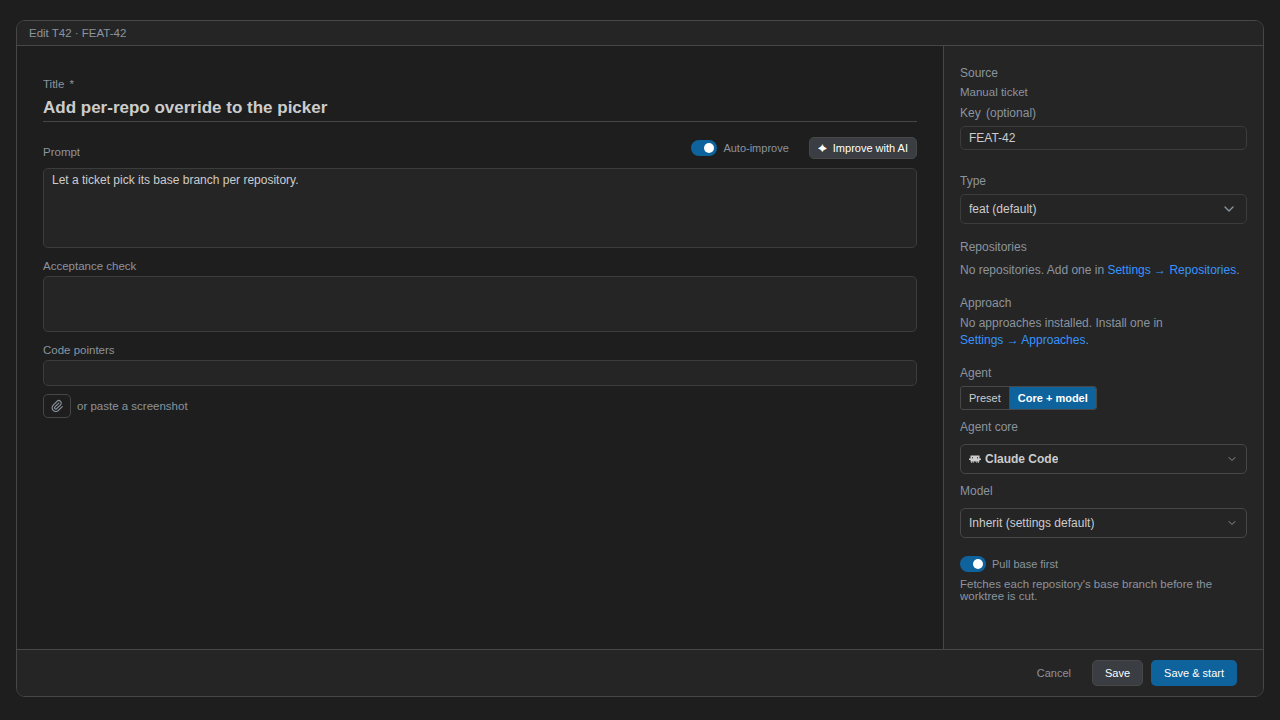 Edit T42 · FEAT-42
Title *
Add per-repo override to the picker
Prompt
Auto-improve
Improve with AI
Let a ticket pick its base branch per repository.
Acceptance check
Code pointers
or paste a screenshot
Source
Manual ticket
Key (optional)
FEAT-42
Type
feat (default)
Repositories
No repositories. Add one in Settings → Repositories.
Approach
No approaches installed. Install one in
Settings → Approaches.
Agent
Preset
Core + model
Agent core
Claude Code
Model
Inherit (settings default)
Pull base first
Fetches each repository's base branch before the
worktree is cut.
Cancel
Save
Save & start